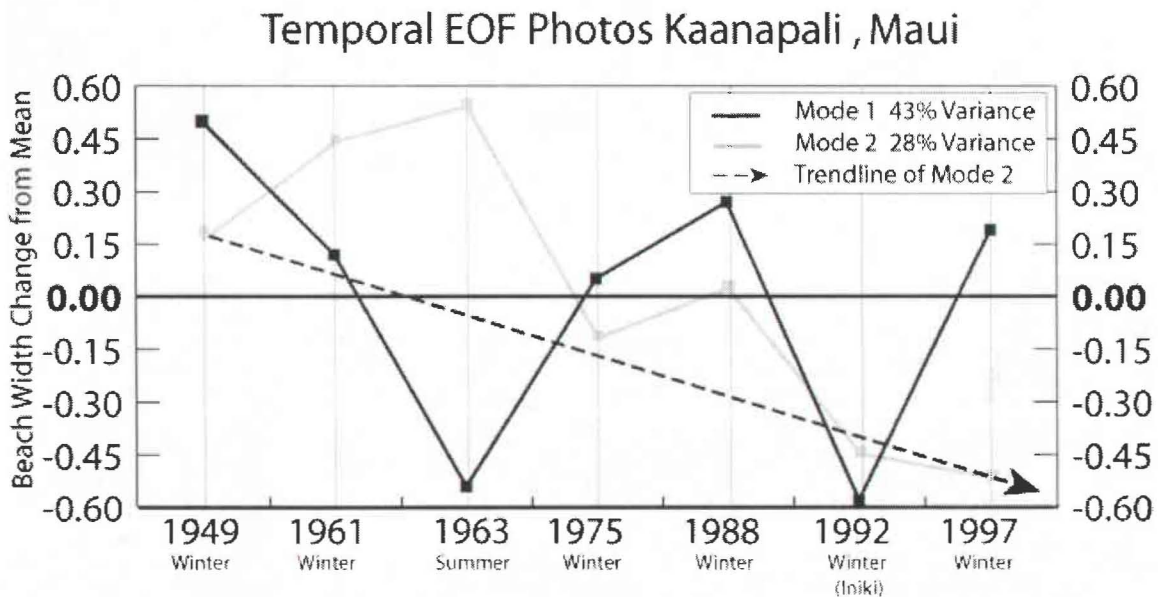 Temporal EOF Photos Kaanapali , Maui
Beach Width Change from Mean
0.60
0.45
0.30
0.15
0.00
-0.15
-0.30
-0.45
-0.60
Mode 1 43% Variance
Mode 2 28% Variance
Trendline of Mode 2
0.60
0.45
0.30
0.15
0.00
-0.15
-0.30
-0.45
-0.60
1949 1961 1963 1975 1988 1992 1997
Winter Winter Summer Winter Winter Winter Winter
(Iniki)